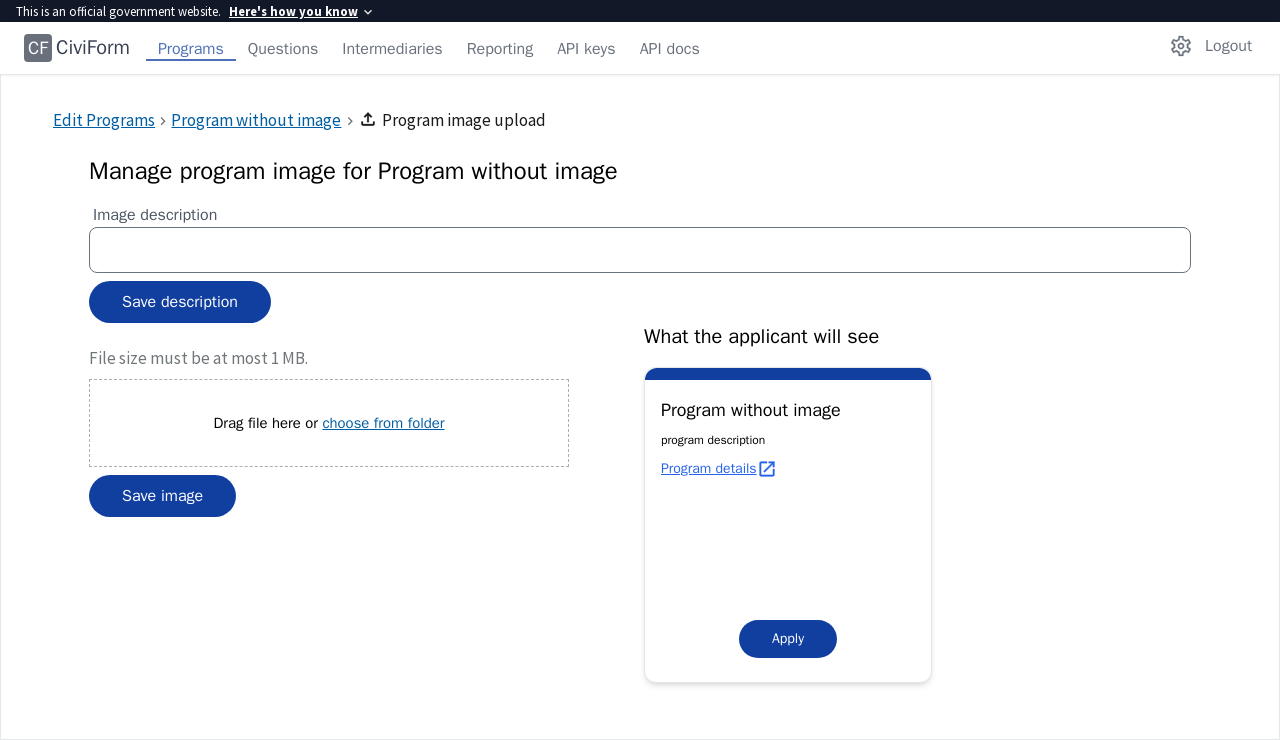 This is an official government website. Here's how you know
CF CiviForm Programs Questions Intermediaries Reporting API keys API docs Logout
Edit Programs > Program without image > Program image upload
Manage program image for Program without image
Image description
Save description
What the applicant will see
File size must be at most 1 MB.
Drag file here or choose from folder
Save image
Program without image
program description
Program details
Apply